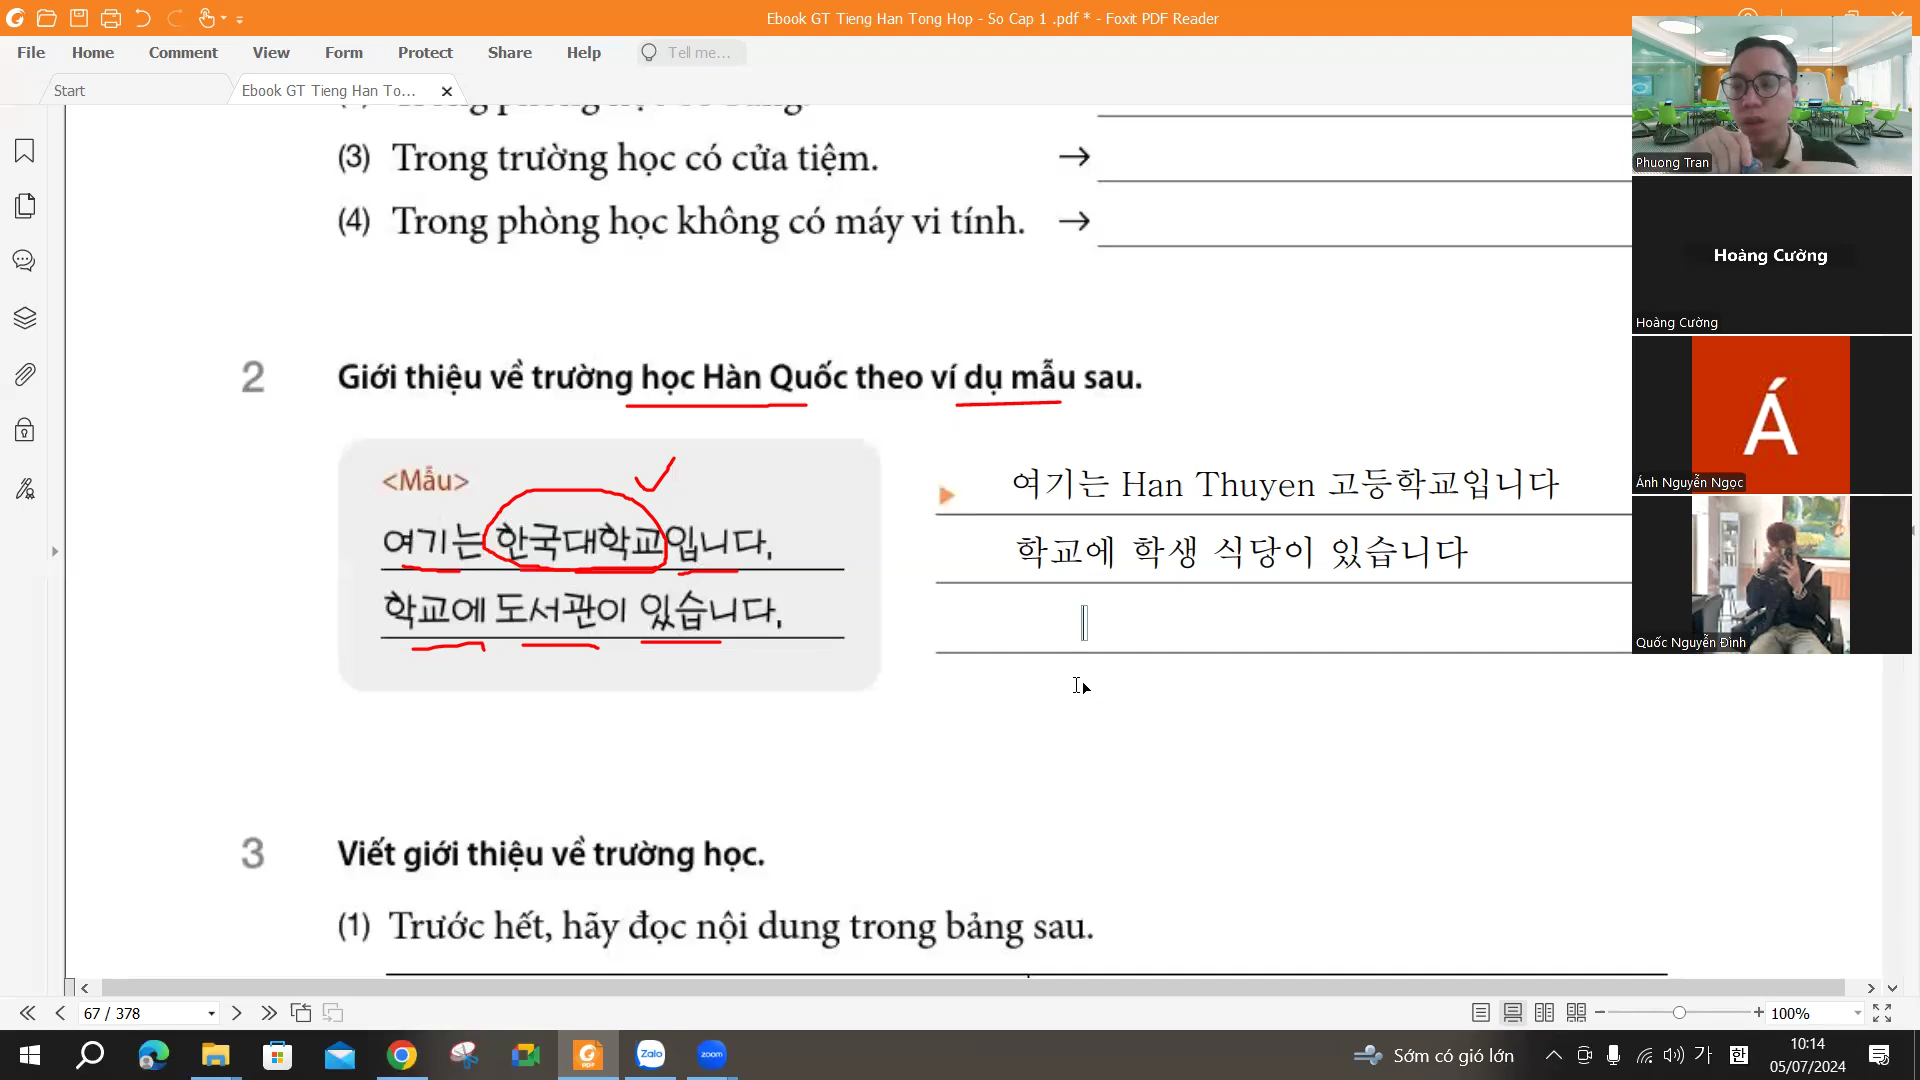 Ebook GT Tieng Han Tong Hop - So Cap 1 .pdf * - Foxit PDF Reader
File Home Comment View Form Protect Share Help Tell me...
Start Ebook GT Tieng Han To...
(3) Trong trường học có cửa tiệm. →
(4) Trong phòng học không có máy vi tính. →
2 Giới thiệu về trường học Hàn Quốc theo ví dụ mẫu sau.
<Mẫu>
여기는 한국대학교입니다.
학교에 도서관이 있습니다.
여기는 Han Thuyen 고등학교입니다
학교에 학생 식당이 있습니다
3 Viết giới thiệu về trường học.
(1) Trước hết, hãy đọc nội dung trong bảng sau.
Phuong Tran
Hoàng Cường
Hoàng Cường
Á
Ánh Nguyễn Ngọc
Quốc Nguyễn Đình
67 / 378
100%
Zalo
zoom
Sớm có gió lớn
가
한
10:14
05/07/2024